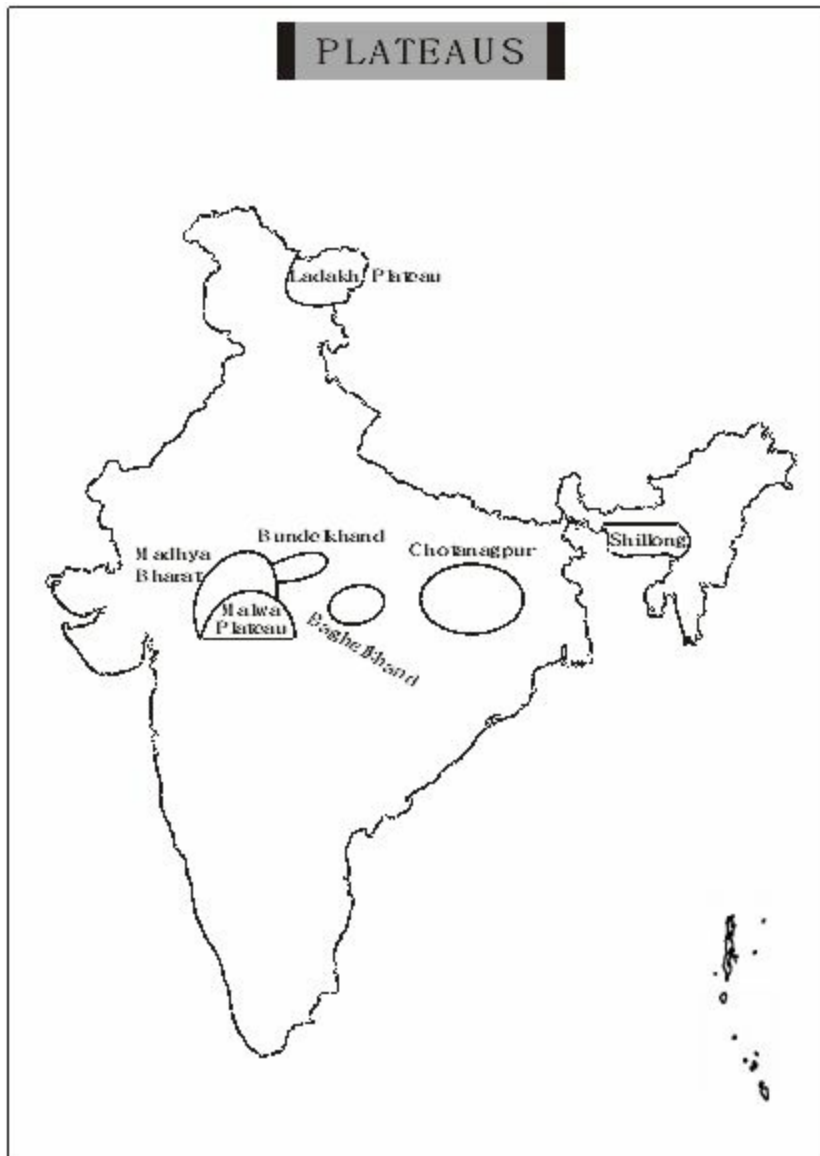 PLATEAUS
Ladakh Plateau
Bundelkhand
Madhya
Bharat
Chotanagpur
Shillong
Malwa
Plateau
Baghelkhand